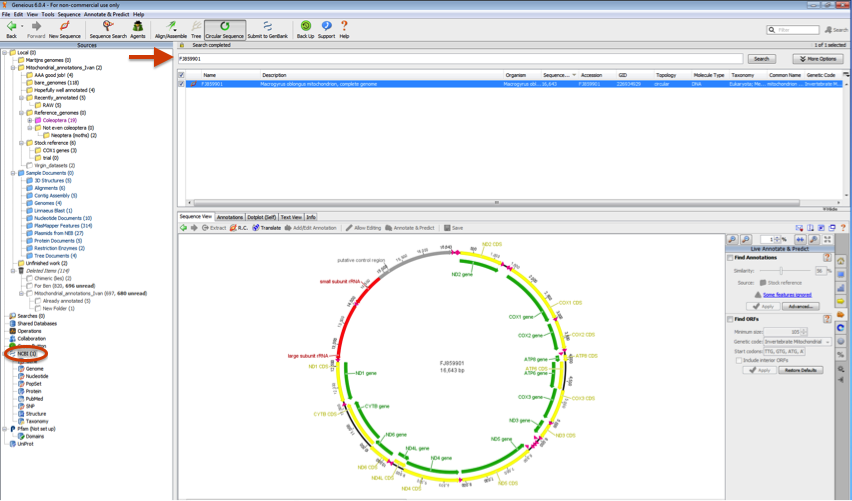 Geneious 6.0.4 - For non-commercial use only
File Edit View Tools Sequence Annotate & Predict Help
Back Forward New Sequence Sequence Search Agents Align/Assemble Tree Circular Sequence Submit to GenBank Back Up Support Help
Filter Search
Sources
Search completed
1 of 1 selected
Local (0)
Martijns genomes (0)
Mitochondrial_annotations_Ivan (2)
AAA good job! (4)
bare_genomes (118)
Hopefully well annotated (4)
Recently_annotated (5)
RAW (5)
Reference_genomes (0)
Coleoptera (19)
Not even coleoptera (0)
Neoptera (moths) (2)
Stock reference (6)
COX1 genes (3)
trial (0)
Virgin_datasets (2)
Sample Documents (0)
3D Structures (5)
Alignments (6)
Contig Assembly (5)
Genomes (4)
Linnaeus Blast (1)
Nucleotide Documents (10)
PlasMapper Features (314)
Plasmids from NEB (27)
Protein Documents (5)
Restriction Enzymes (2)
Tree Documents (4)
Unfinished work (2)
Deleted Items (114)
Clmeric (lies) (2)
For Ben (820, 696 unread)
Mitochondrial_annotations_Ivan (697, 680 unread)
Already annotated (5)
New Folder (1)
Searches (0)
Shared Databases
Operations
Collaboration
NCBI (1)
Genome
Nucleotide
PopSet
Protein
PubMed
SNP
Structure
Taxonomy
Pfam (Not set up)
Domains
UniProt
FJ859901
Search
More Options
Name Description Organism Sequence... Accession GID Topology Molecule Type Taxonomy Common Name Genetic Code
FJ859901 Macrogyrus oblongus mitochondrion, complete genome Macrogyrus obl... 16,643 FJ859901 circular mitochondrion Eukaryota; Me... Invertebrate M...
Sequence View Annotations Dotplot (Self) Text View Info
Extract R.C. Translate Add/Edit Annotation Allow Editing Annotate & Predict Save
putative control region
small subunit rRNA
large subunit rRNA
ND2 CDS
ND2 gene
COX1 CDS
COX1 gene
COX2 gene
COX2 CDS
ATP8 gene
ATP8 CDS
ATP6 gene
COX3 gene
COX3 CDS
ND3 gene
ND3 CDS
ND5 gene
ND5 CDS
ND4 gene
ND4 CDS
ND4L gene
ND4L CDS
ND6 gene
ND6 CDS
CYTB gene
CYTB CDS
ND1 gene
ND1 CDS
FJ859901
16,643 bp
Live Annotate & Predict
Find Annotations
Similarity:
Source: Stock reference
Some features ignored
Apply Advanced...
Find ORFs
Minimum size:
Genetic code: Invertebrate Mitochondrial
Start codons: TTG, GTG, ATG, A
Include interior ORFs
Apply Restore Defaults